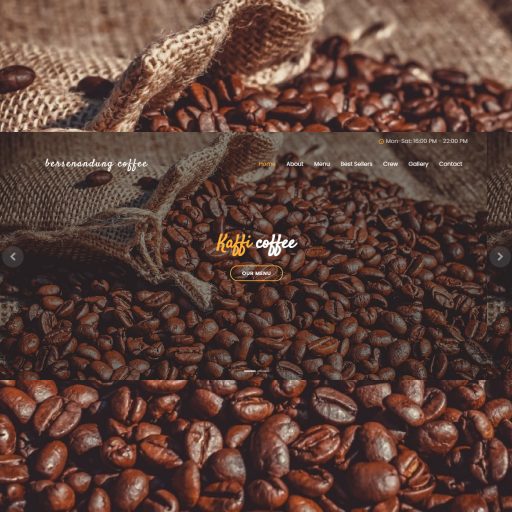 Mon-Sat: 16:00 PM - 22:00 PM
bersenandung coffee
Home About Menu Best Sellers Crew Gallery Contact
Kaffi coffee
OUR MENU